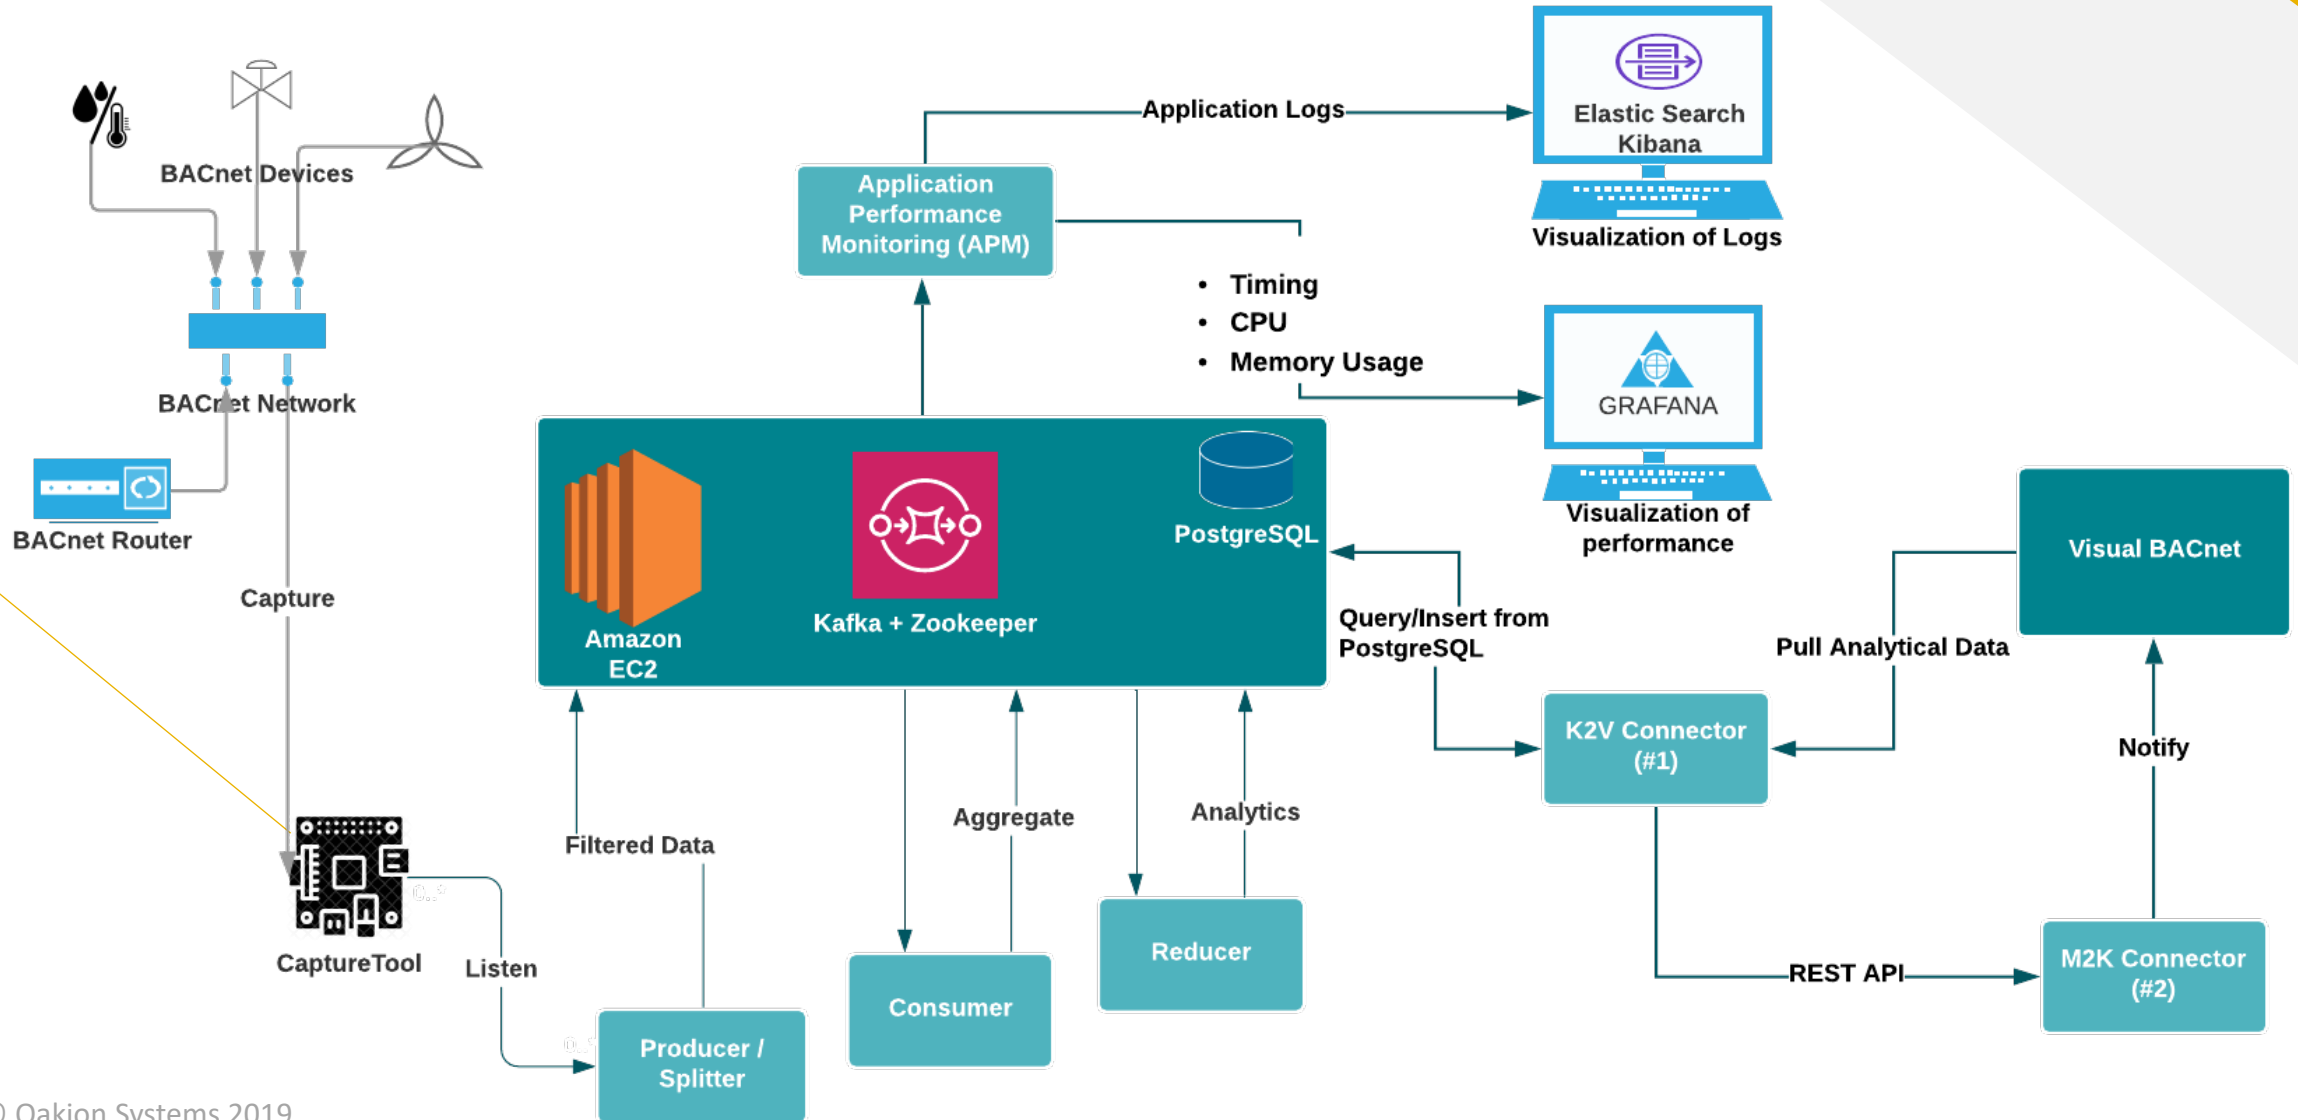 BACnet Devices
BACnet Network
BACnet Router
Capture
CaptureTool
Listen
0..*
Producer /
Splitter
Filtered Data
Application Logs
Application
Performance
Monitoring (APM)
Elastic Search
Kibana
Visualization of Logs
• Timing
• CPU
• Memory Usage
GRAFANA
Visualization of
performance
Amazon
EC2
Kafka + Zookeeper
PostgreSQL
Query/Insert from
PostgreSQL
Aggregate
Consumer
Analytics
Reducer
K2V Connector
(#1)
Pull Analytical Data
Visual BACnet
Notify
REST API
M2K Connector
(#2)
Oakion Systems 2019